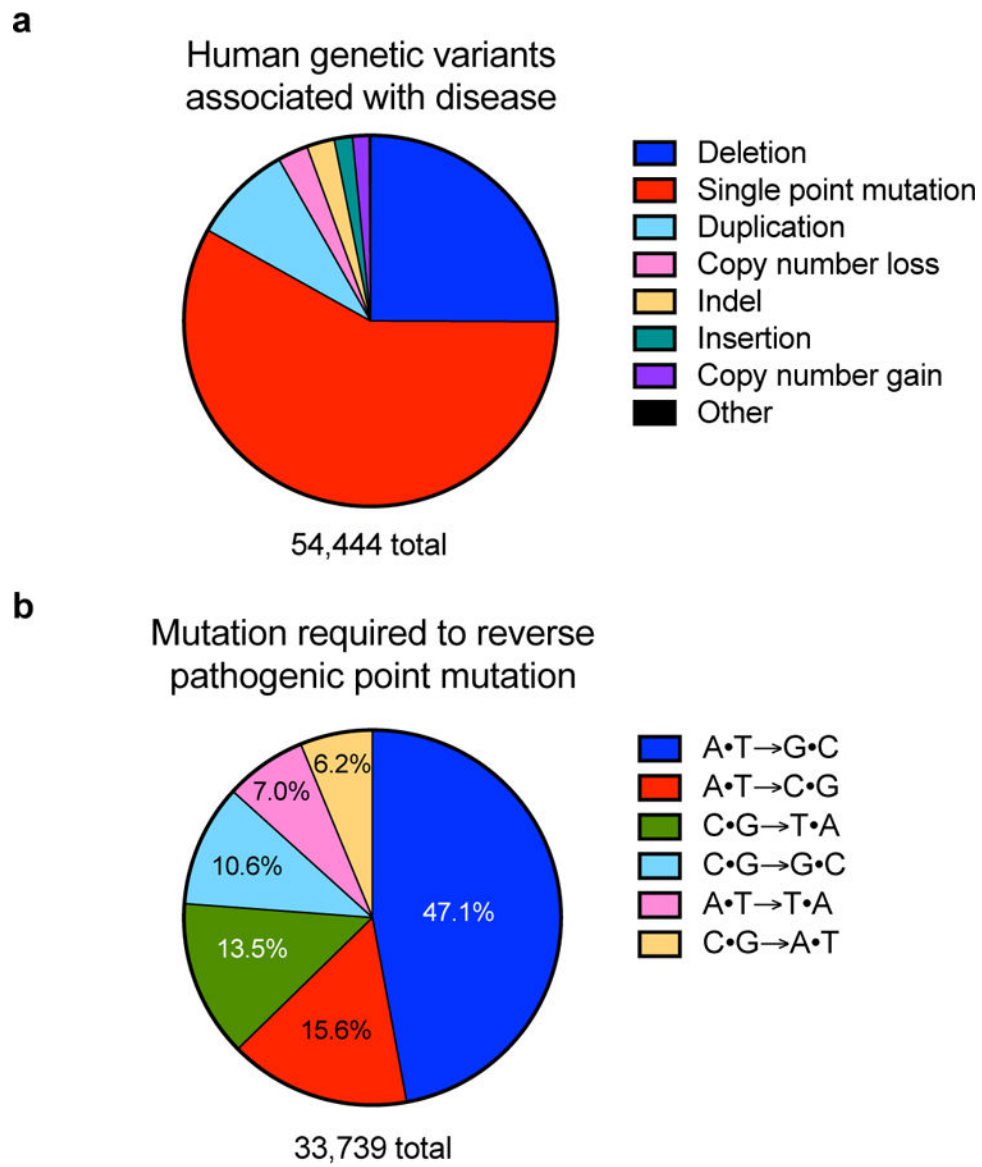 a
Human genetic variants
associated with disease
Deletion
Single point mutation
Duplication
Copy number loss
Indel
Insertion
Copy number gain
Other
54,444 total
b
Mutation required to reverse
pathogenic point mutation
6.2%
7.0%
10.6%
47.1%
13.5%
15.6%
A•T→G•C
A•T→C•G
C•G→T•A
C•G→G•C
A•T→T•A
C•G→A•T
33,739 total